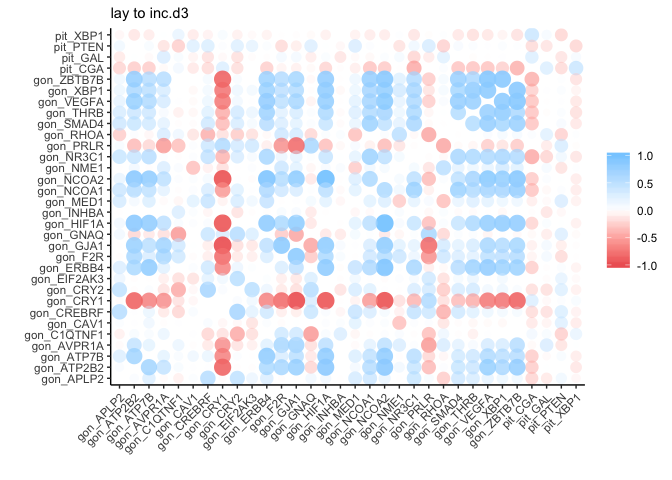 lay to inc.d3
pit_XBP1
pit_PTEN
pit_GAL
pit_CGA
gon_ZBTB7B
gon_XBP1
gon_VEGFA
gon_THRB
gon_SMAD4
gon_RHOA
gon_PRLR
gon_NR3C1
gon_NME1
gon_NCOA2
gon_NCOA1
gon_MED1
gon_INHBA
gon_HIF1A
gon_GNAQ
gon_GJA1
gon_F2R
gon_ERBB4
gon_EIF2AK3
gon_CRY2
gon_CRY1
gon_CREBRF
gon_CAV1
gon_C1QTNF1
gon_AVPR1A
gon_ATP7B
gon_ATP2B2
gon_APLP2
1.0
0.5
0.0
-0.5
-1.0
gon_APLP2
gon_ATP2B2
gon_ATP7B
gon_AVPR1A
gon_C1QTNF1
gon_CAV1
gon_CREBRF
gon_CRY1
gon_CRY2
gon_EIF2AK3
gon_ERBB4
gon_F2R
gon_GJA1
gon_GNAQ
gon_HIF1A
gon_INHBA
gon_MED1
gon_NCOA1
gon_NCOA2
gon_NME1
gon_NR3C1
gon_PRLR
gon_RHOA
gon_SMAD4
gon_THRB
gon_VEGFA
gon_XBP1
gon_ZBTB7B
pit_CGA
pit_GAL
pit_PTEN
pit_XBP1